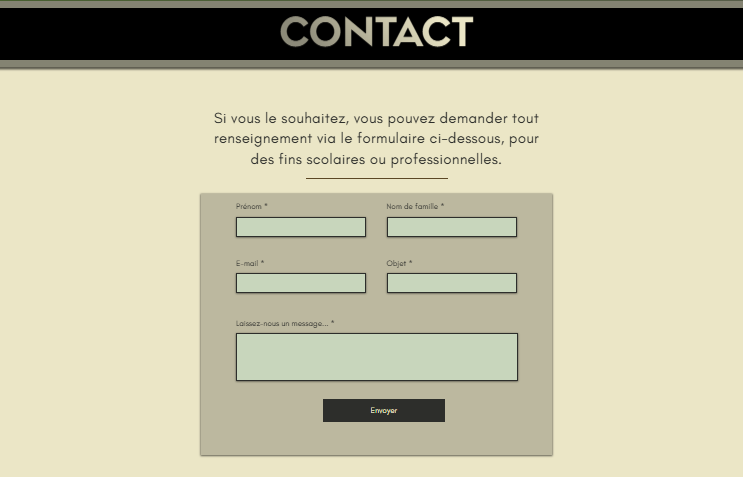 CONTACT
Si vous le souhaitez, vous pouvez demander tout
renseignement via le formulaire ci-dessous, pour
des fins scolaires ou professionnelles.
Prénom *
Nom de famille *
E-mail *
Objet *
Laissez-nous un message... *
Envoyer